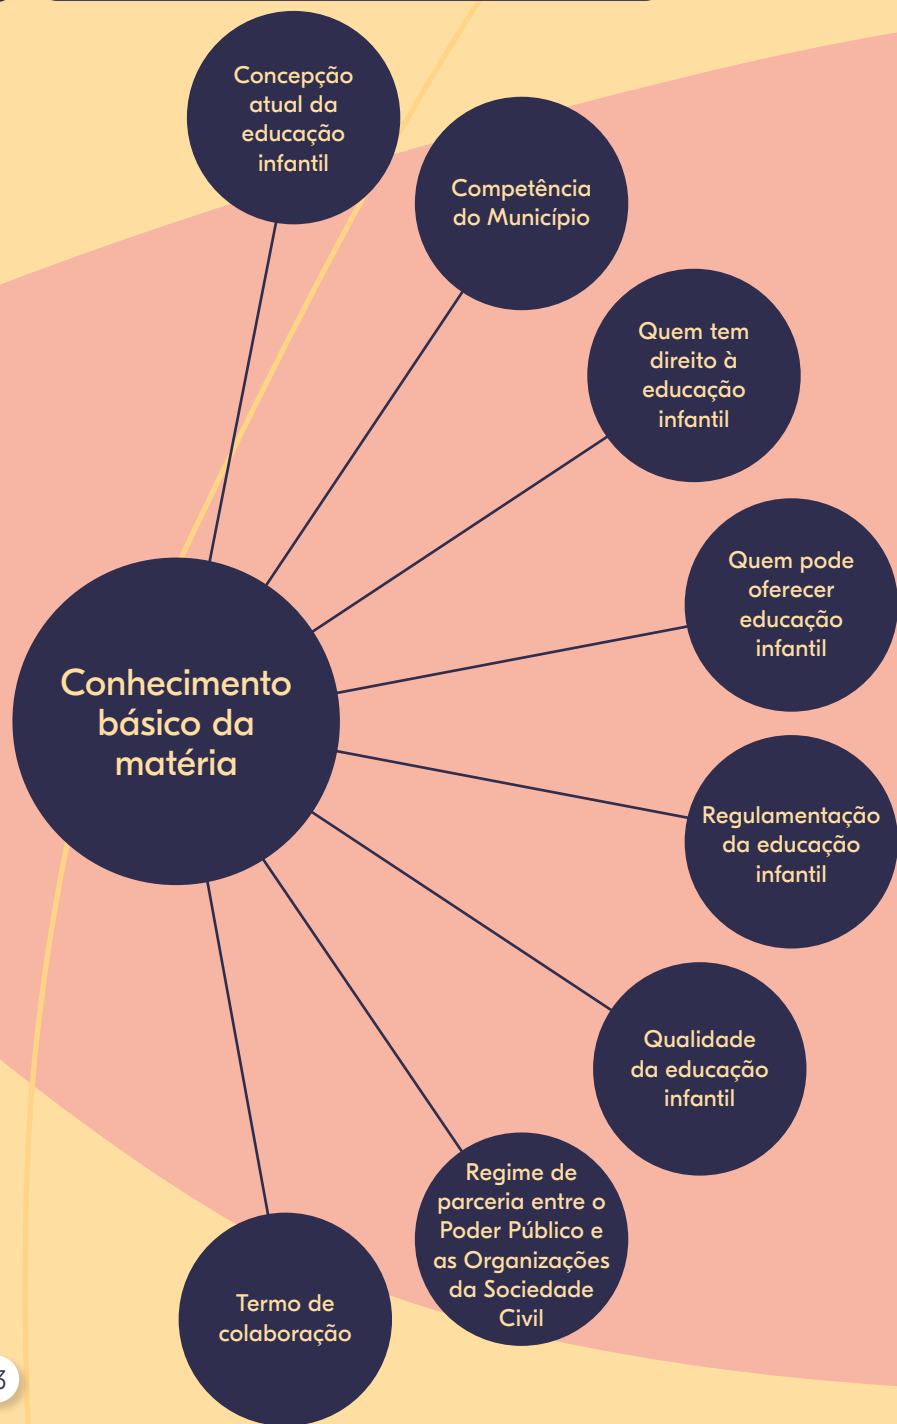 Concepção
atual da
educação
infantil
Competência
do Município
Quem tem
direito à
educação
infantil
Quem pode
oferecer
educação
infantil
Conhecimento
básico da
matéria
Regulamentação
da educação
infantil
Qualidade
da educação
infantil
Regime de
parceria entre o
Poder Público e
as Organizações
da Sociedade
Civil
Termo de
colaboração